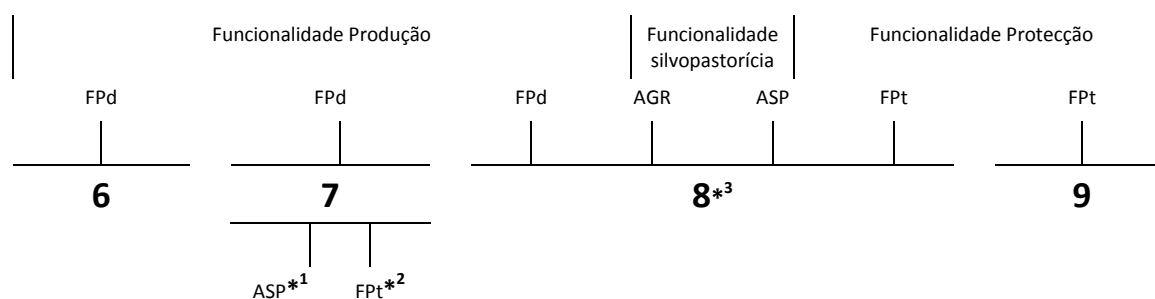 Funcionalidade Produção
Funcionalidade
silvopastorícia
Funcionalidade Protecção
FPd
FPd
FPd
AGR
ASP
FPt
FPt
6
7
8*³
9
ASP*¹
FPt*²